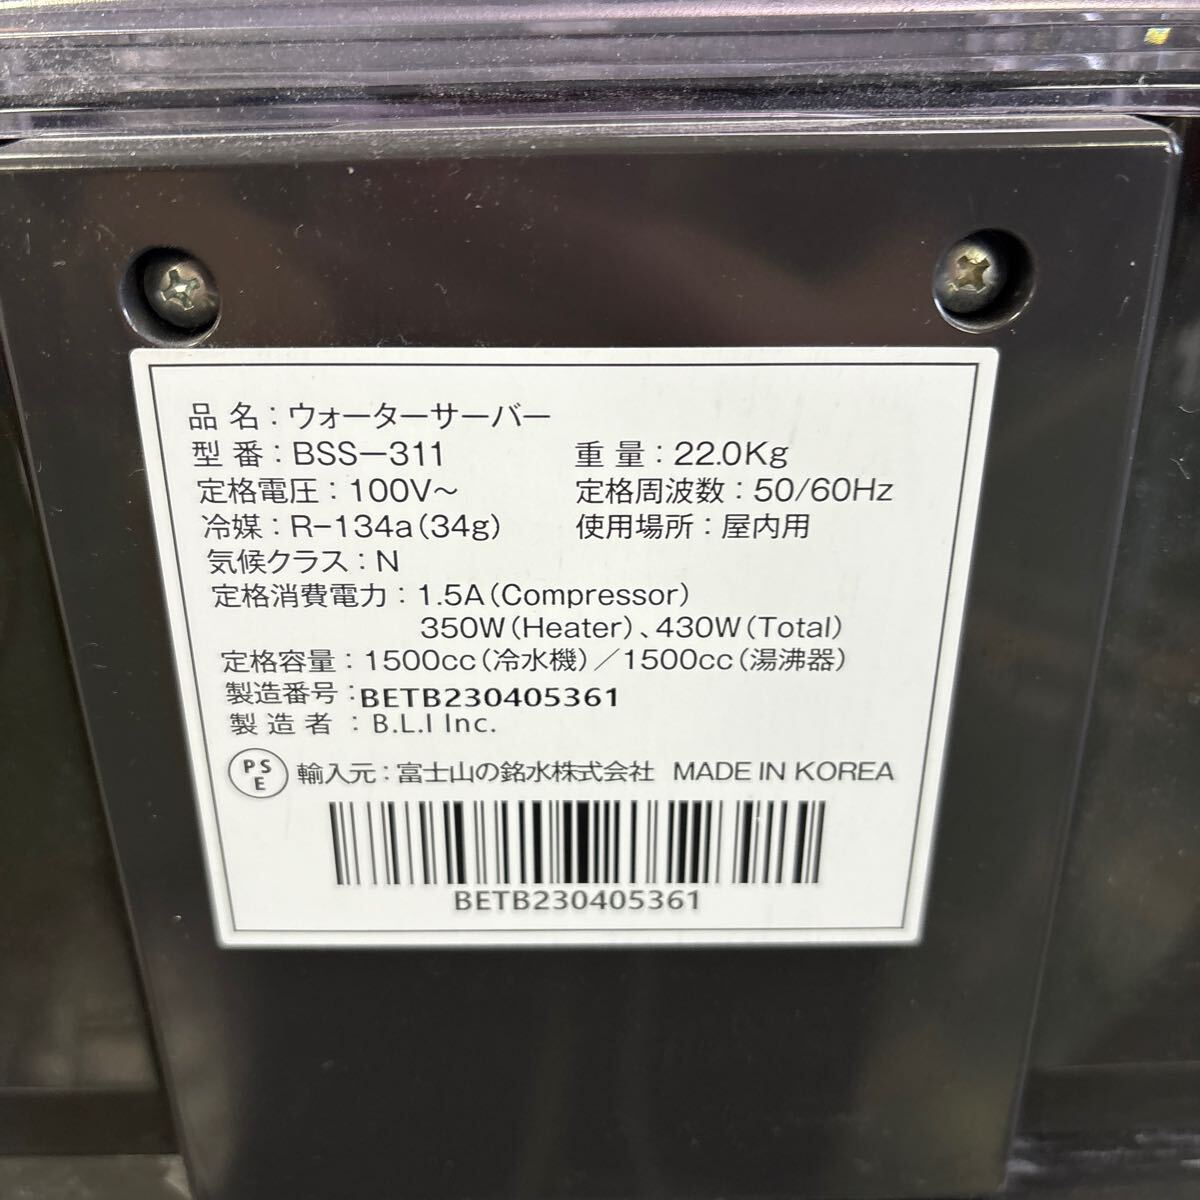 品名：ウォーターサーバー
型番：BSS-311 重量：22.0Kg
定格電圧：100V～ 定格周波数：50/60Hz
冷媒：R-134a(34g) 使用場所：屋内用
気候クラス：N
定格消費電力：1.5A(Compressor)
350W(Heater)、430W(Total)
定格容量：1500cc(冷水機)／1500cc(湯沸器)
製造番号：BETB230405361
製造者：B.L.I Inc.
PSE 輸入元：富士山の銘水株式会社 MADE IN KOREA
BETB230405361